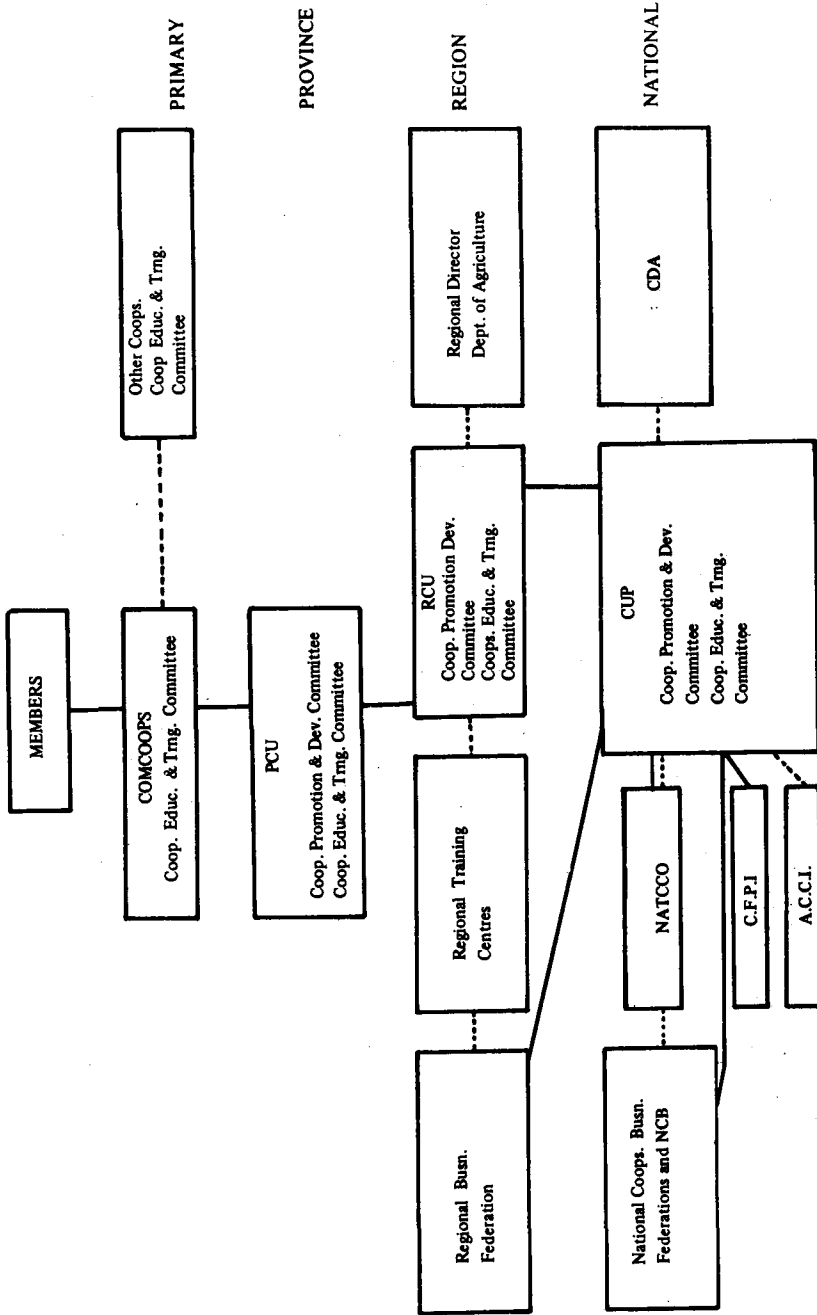 MEMBERS
COMCOOPS
Coop. Educ. & Trng. Committee
Other Coops.
Coop Educ. & Trng.
Committee
PRIMARY
PCU
Coop. Promotion & Dev. Committee
Coop. Educ. & Trng. Committee
PROVINCE
Regional Busn.
Federation
Regional Training
Centres
RCU
Coop. Promotion Dev.
Committee
Coops. Educ. & Trng.
Committee
Regional Director
Dept. of Agriculture
REGION
National Coops. Busn.
Federations and NCB
NATCCO
CUP
Coop. Promotion & Dev.
Committee
Coop. Educ. & Trng.
Committee
: CDA
NATIONAL
C.F.P.I
A.C.C.I.